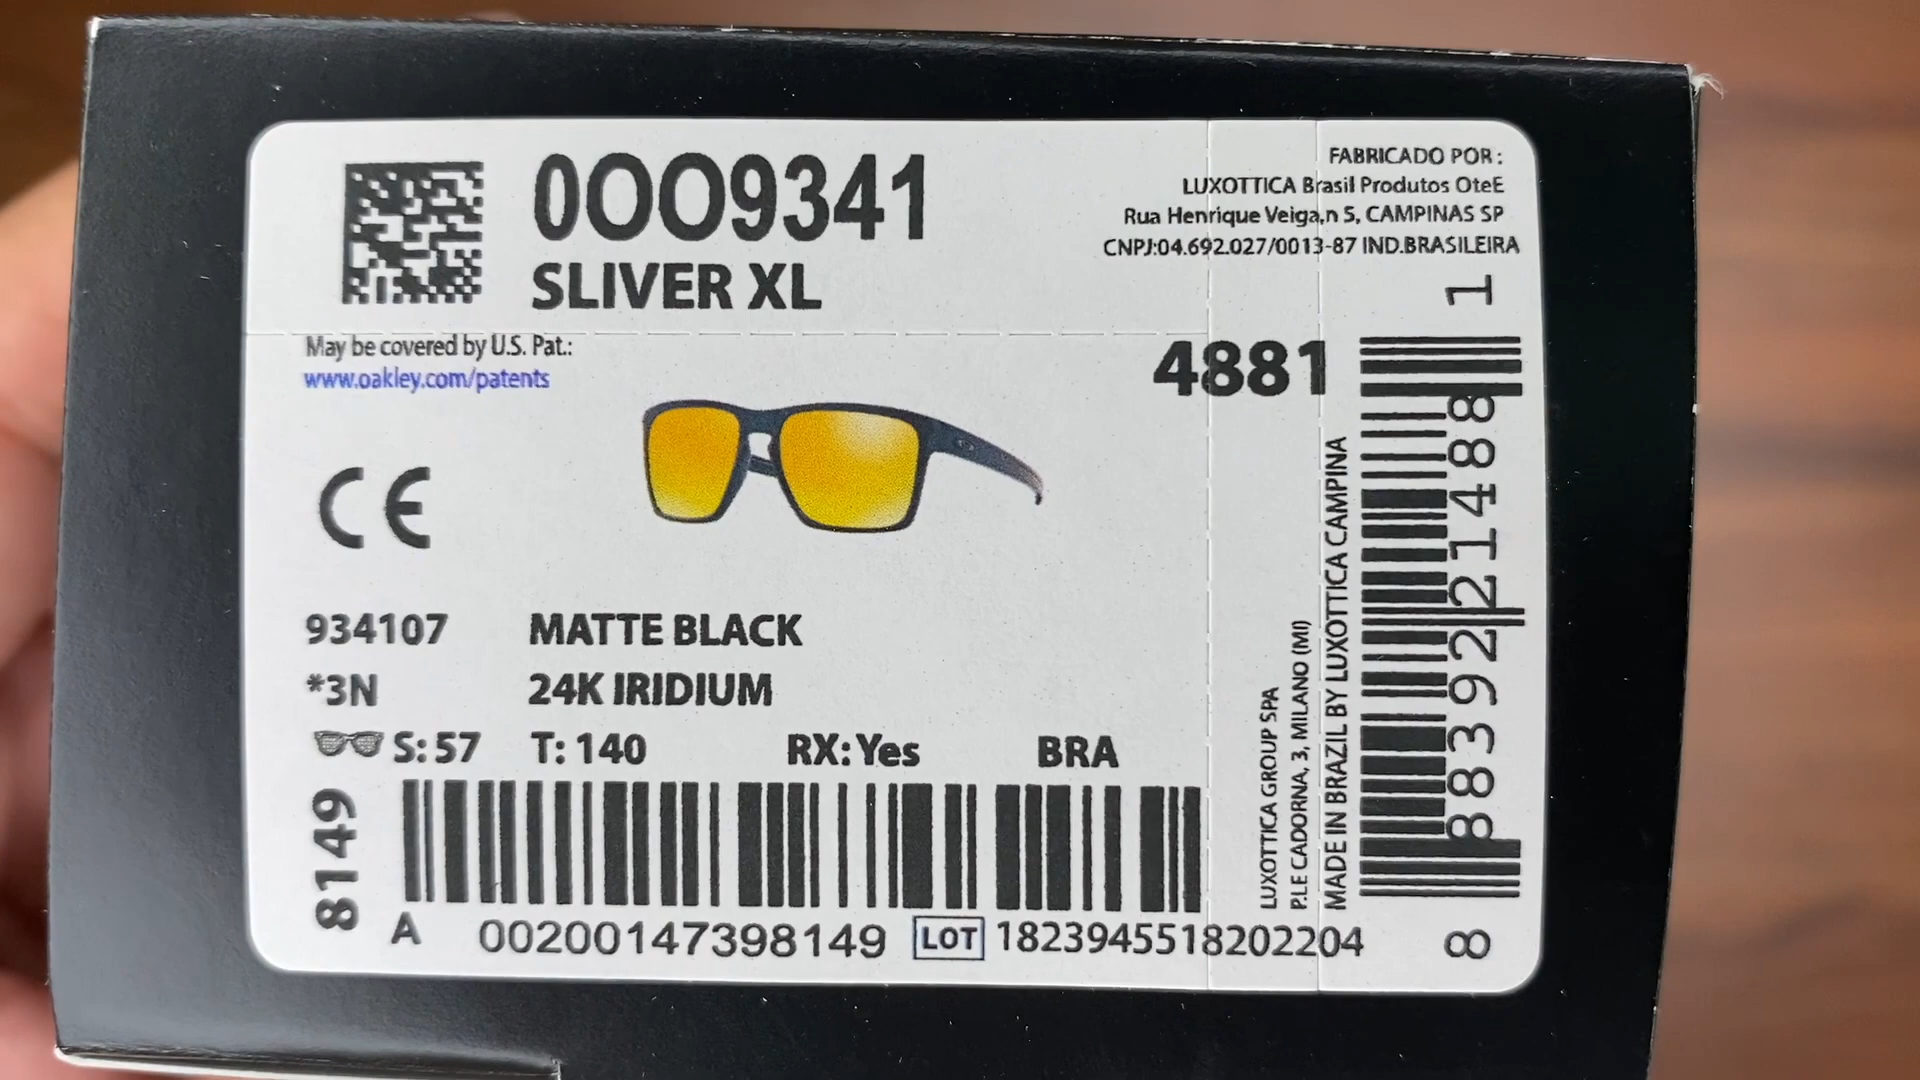 0OO9341
SLIVER XL
FABRICADO POR:
LUXOTTICA Brasil Produtos OteE
Rua Henrique Veiga,n 5, CAMPINAS SP
CNPJ:04.692.027/0013-87 IND.BRASILEIRA
May be covered by U.S. Pat.:
www.oakley.com/patents
4881
CE
934107 MATTE BLACK
*3N 24K IRIDIUM
S: 57 T: 140 RX: Yes BRA
8149
A 00200147398149 LOT 1823945518202204
LUXOTTICA GROUP SPA
P.LE CADORNA, 3, MILANO (MI)
MADE IN BRAZIL BY LUXOTTICA CAMPINA
8 88392 21488 1